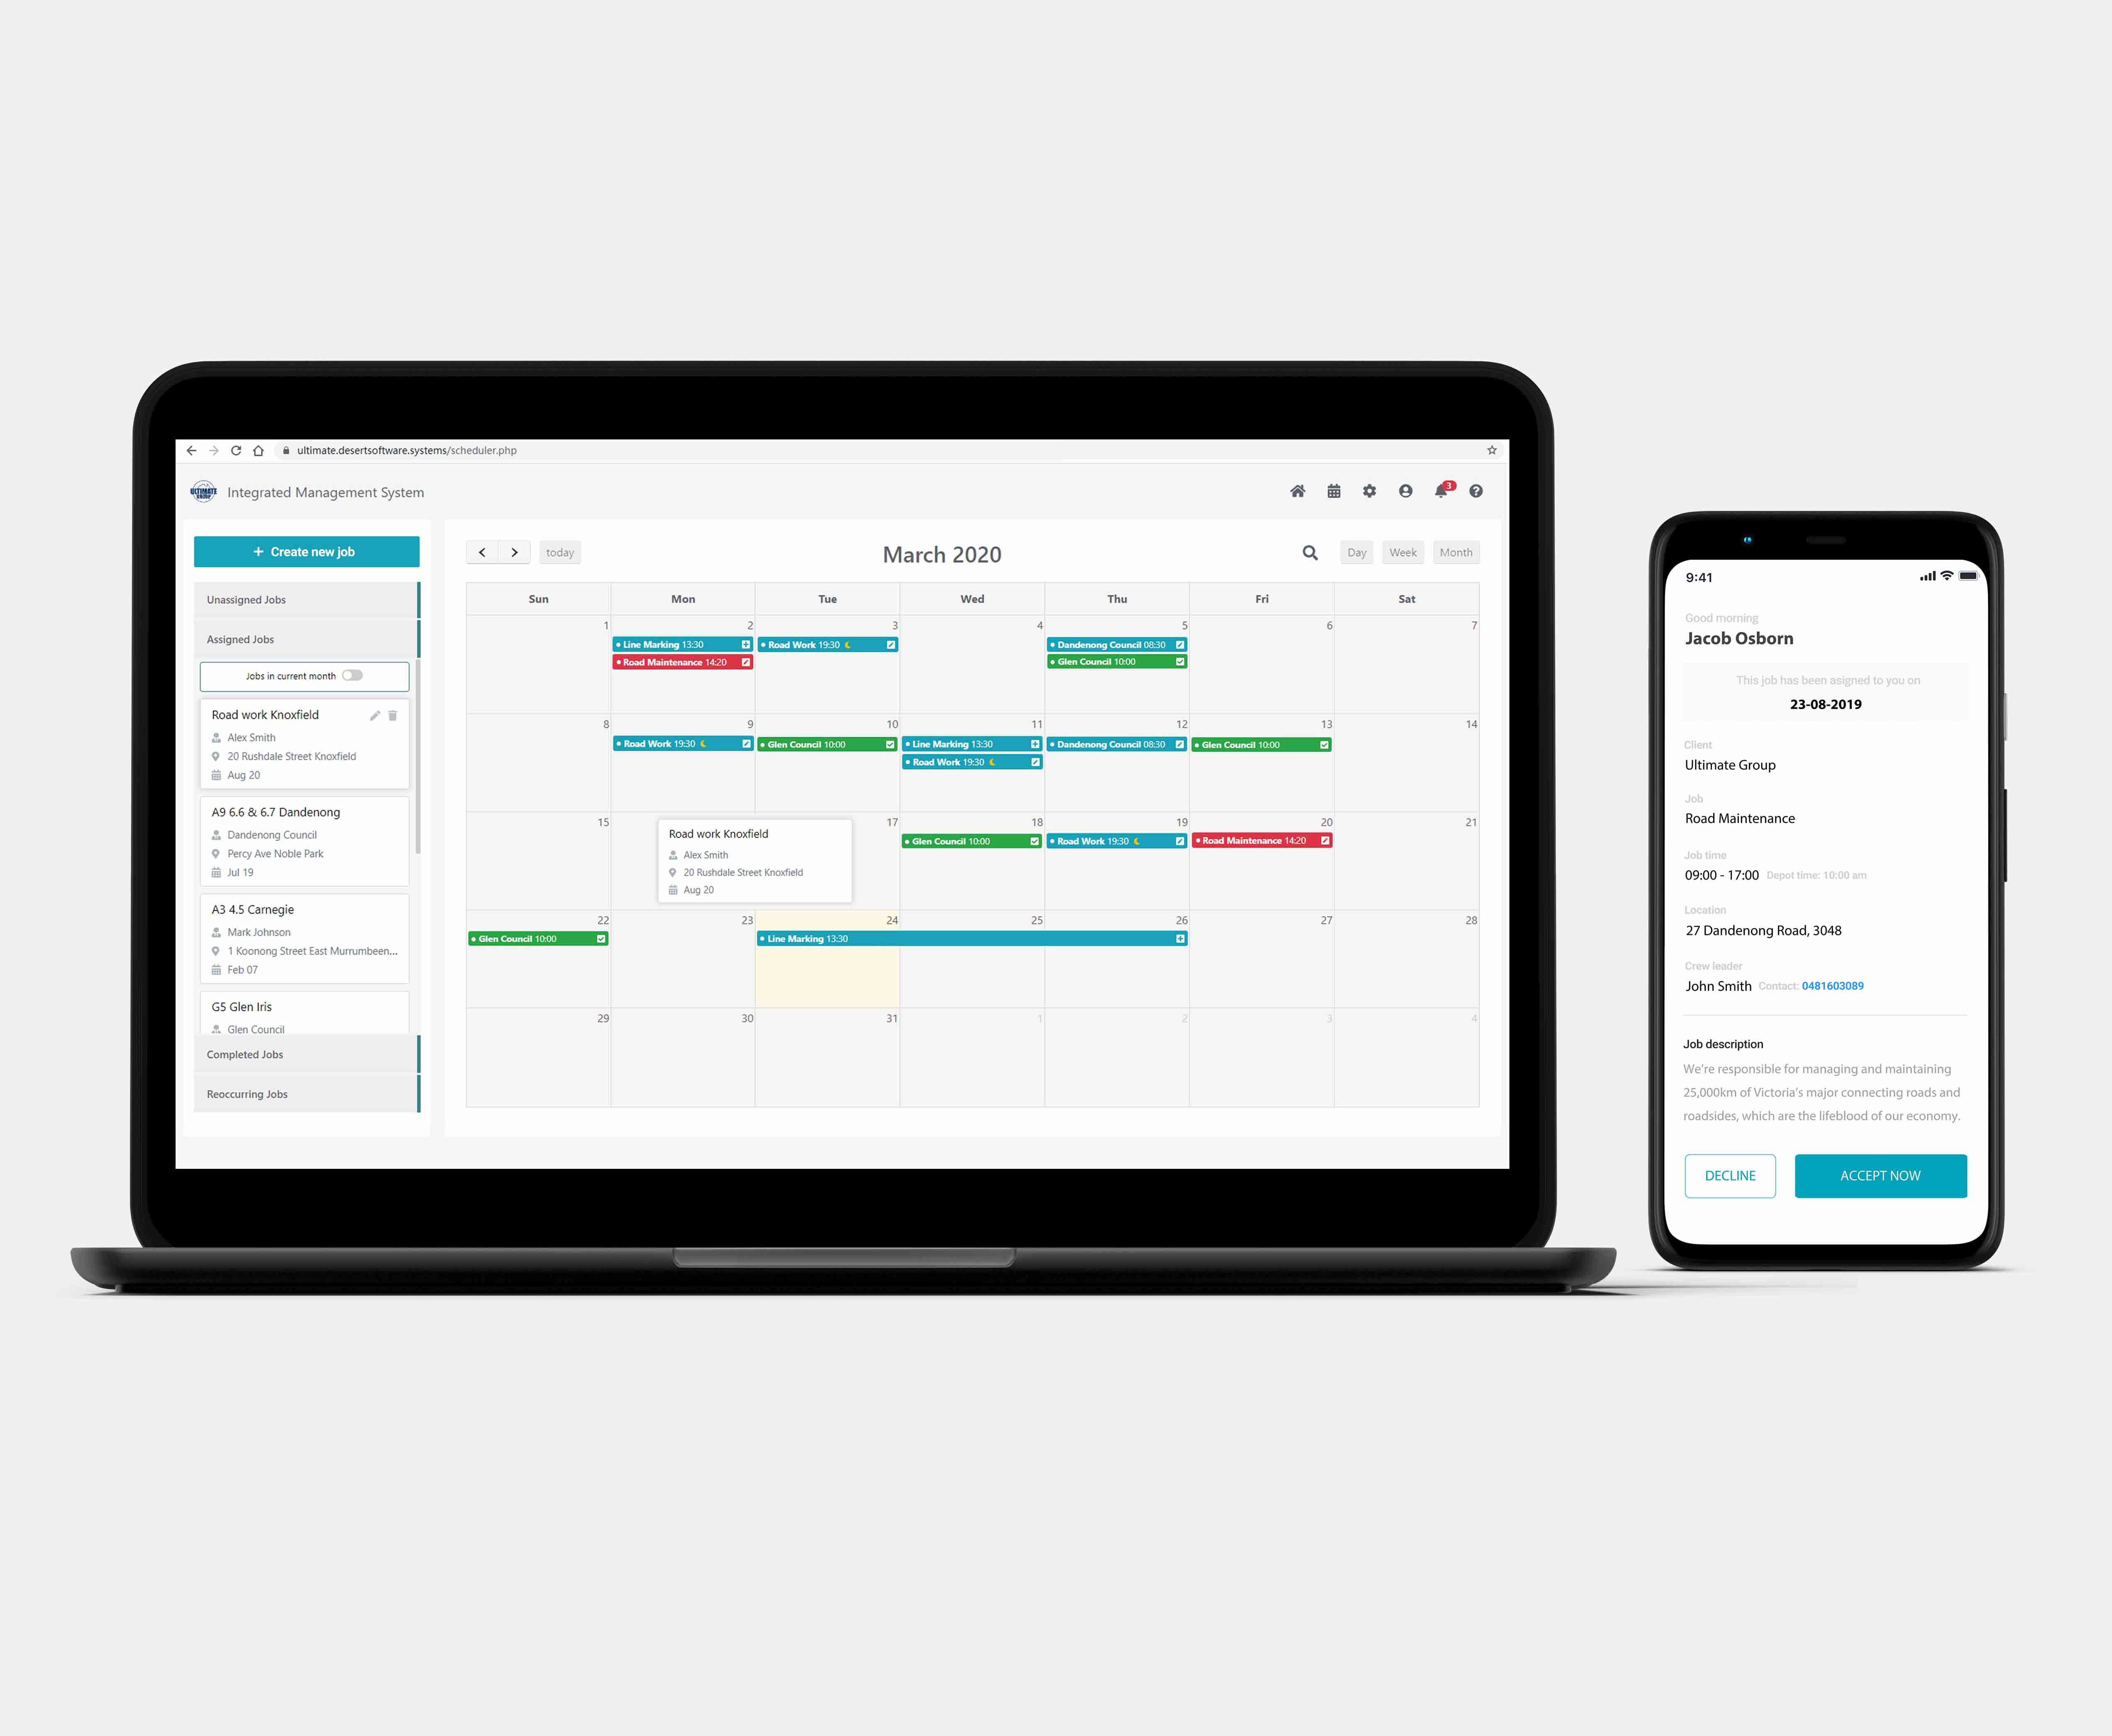 ultimate.desertsoftware.systems/scheduler.php
ULTIMATE
GROUP
Integrated Management System
3
+ Create new job
Unassigned Jobs
Assigned Jobs
Jobs in current month
Road work Knoxfield
Alex Smith
20 Rushdale Street Knoxfield
Aug 20
A9 6.6 & 6.7 Dandenong
Dandenong Council
Percy Ave Noble Park
Jul 19
A3 4.5 Carnegie
Mark Johnson
1 Koonong Street East Murrumbeen...
Feb 07
G5 Glen Iris
Glen Council
Completed Jobs
Reoccurring Jobs
today
March 2020
Day Week Month
Sun Mon Tue Wed Thu Fri Sat
1 2 3 4 5 6 7
Line Marking 13:30 Road Work 19:30 Dandenong Council 08:30
Road Maintenance 14:20 Glen Council 10:00
8 9 10 11 12 13 14
Road Work 19:30 Glen Council 10:00 Line Marking 13:30 Dandenong Council 08:30 Glen Council 10:00
Road Work 19:30
15 17 18 19 20 21
Road work Knoxfield
Glen Council 10:00 Road Work 19:30 Road Maintenance 14:20
Alex Smith
20 Rushdale Street Knoxfield
Aug 20
22 23 24 25 26 27 28
Glen Council 10:00 Line Marking 13:30
29 30 31 1 2 3 4
9:41
Good morning
Jacob Osborn
This job has been asigned to you on
23-08-2019
Client
Ultimate Group
Job
Road Maintenance
Job time
09:00 - 17:00 Depot time: 10:00 am
Location
27 Dandenong Road, 3048
Crew leader
John Smith Contact: 0481603089
Job description
We're responsible for managing and maintaining
25,000km of Victoria's major connecting roads and
roadsides, which are the lifeblood of our economy.
DECLINE ACCEPT NOW